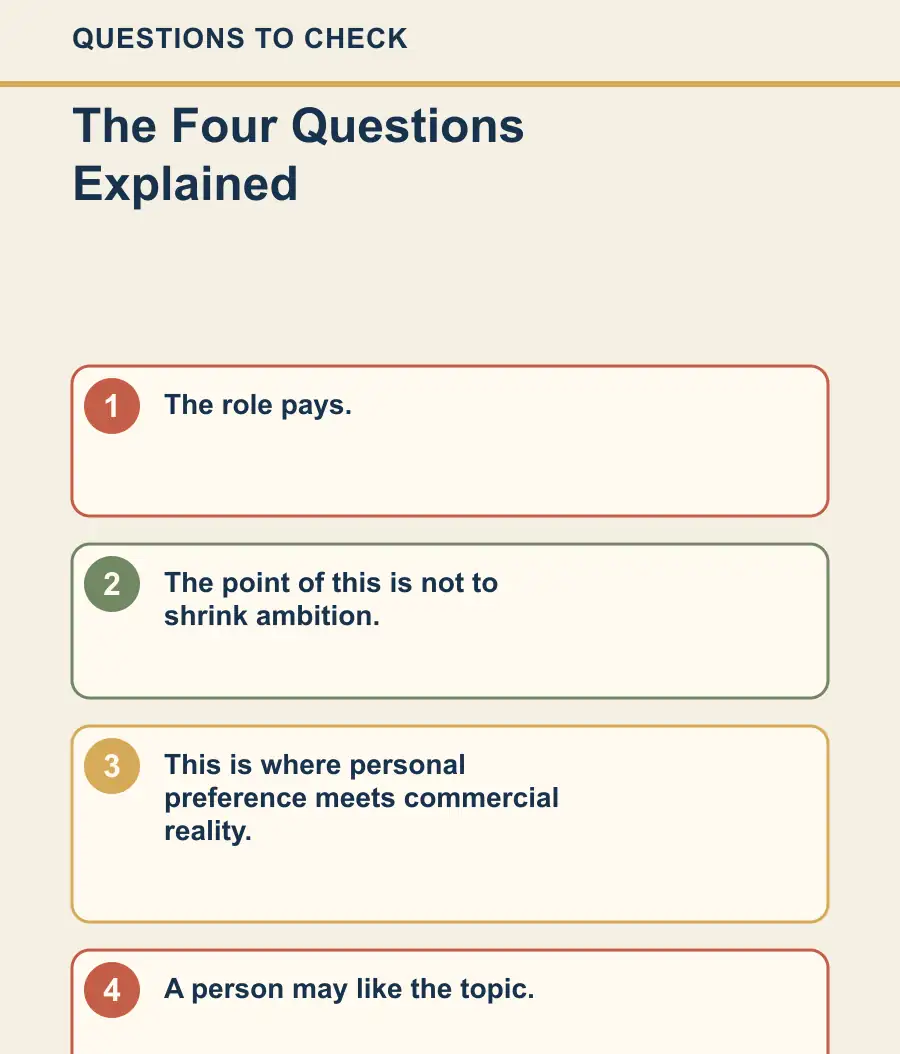 QUESTIONS TO CHECK
The Four Questions
Explained
1
The role pays.
2
The point of this is not to
shrink ambition.
3
This is where personal
preference meets commercial
reality.
4
A person may like the topic.